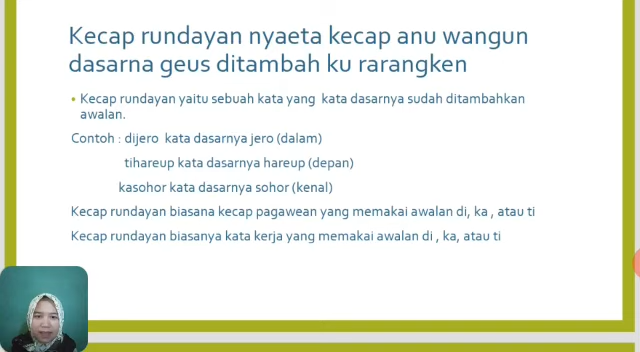 Kecap rundayan nyaeta kecap anu wangun
dasarna geus ditambah ku rarangken
• Kecap rundayan yaitu sebuah kata yang kata dasarnya sudah ditambahkan
awalan.
Contoh : dijero kata dasarnya jero (dalam)
tihareup kata dasarnya hareup (depan)
kasohor kata dasarnya sohor (kenal)
Kecap rundayan biasana kecap pagawean yang memakai awalan di, ka , atau ti
Kecap rundayan biasanya kata kerja yang memakai awalan di , ka, atau ti